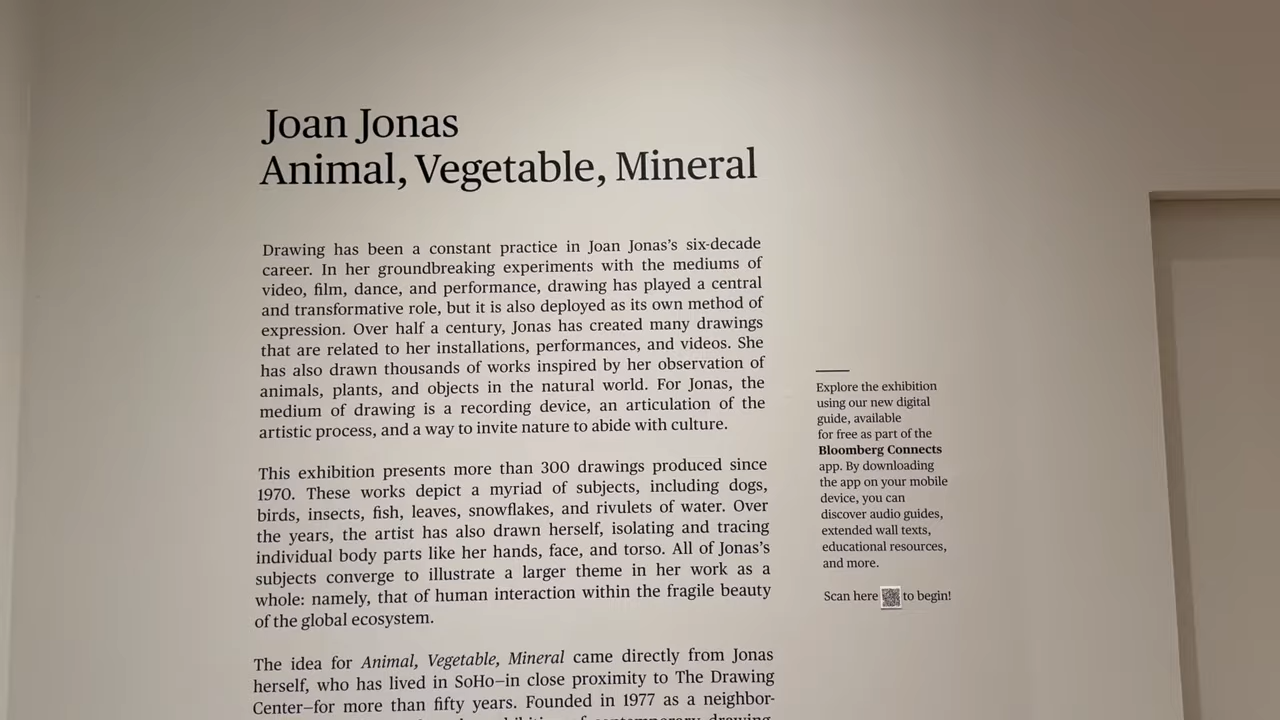 Joan Jonas
Animal, Vegetable, Mineral
Drawing has been a constant practice in Joan Jonas's six-decade
career. In her groundbreaking experiments with the mediums of
video, film, dance, and performance, drawing has played a central
and transformative role, but it is also deployed as its own method of
expression. Over half a century, Jonas has created many drawings
that are related to her installations, performances, and videos. She
has also drawn thousands of works inspired by her observation of
animals, plants, and objects in the natural world. For Jonas, the
medium of drawing is a recording device, an articulation of the
artistic process, and a way to invite nature to abide with culture.
This exhibition presents more than 300 drawings produced since
1970. These works depict a myriad of subjects, including dogs,
birds, insects, fish, leaves, snowflakes, and rivulets of water. Over
the years, the artist has also drawn herself, isolating and tracing
individual body parts like her hands, face, and torso. All of Jonas's
subjects converge to illustrate a larger theme in her work as a
whole: namely, that of human interaction within the fragile beauty
of the global ecosystem.
The idea for Animal, Vegetable, Mineral came directly from Jonas
herself, who has lived in SoHo—in close proximity to The Drawing
Center—for more than fifty years. Founded in 1977 as a neighbor-
of contemporary drawing,
Explore the exhibition
using our new digital
guide, available
for free as part of the
Bloomberg Connects
app. By downloading
the app on your mobile
device, you can
discover audio guides,
extended wall texts,
educational resources,
and more.
Scan here to begin!